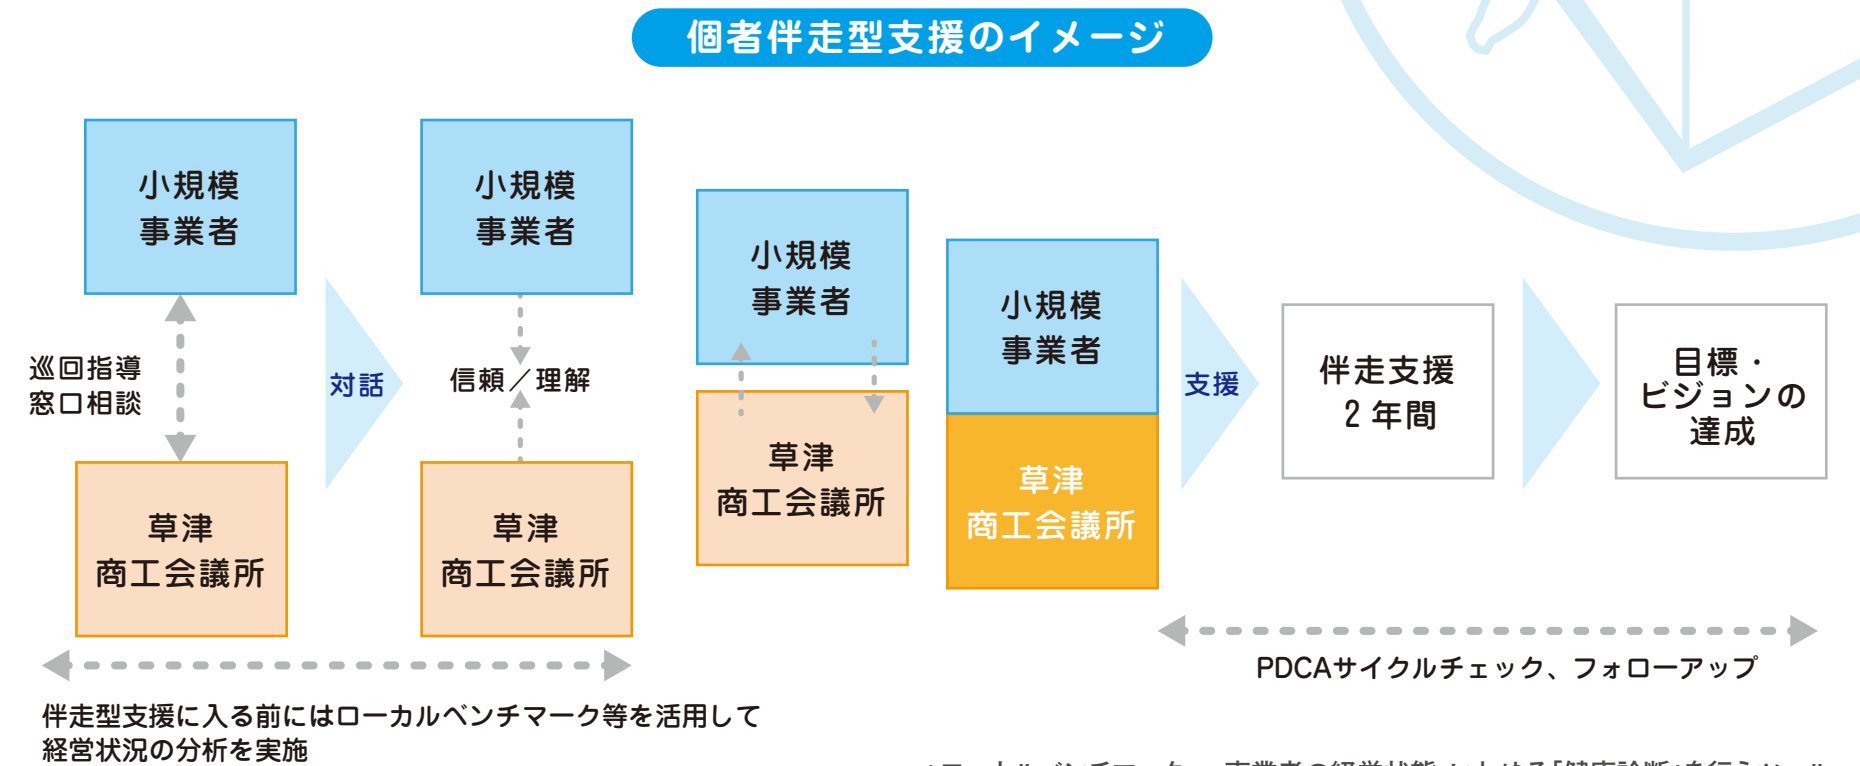 個者伴走型支援のイメージ
小規模
事業者
巡回指導
窓口相談
草津
商工会議所
対話
小規模
事業者
信頼／理解
草津
商工会議所
小規模
事業者
草津
商工会議所
小規模
事業者
草津
商工会議所
支援
伴走支援
2年間
目標・
ビジョンの
達成
伴走型支援に入る前にはローカルベンチマーク等を活用して
経営状況の分析を実施
PDCAサイクルチェック、フォローアップ